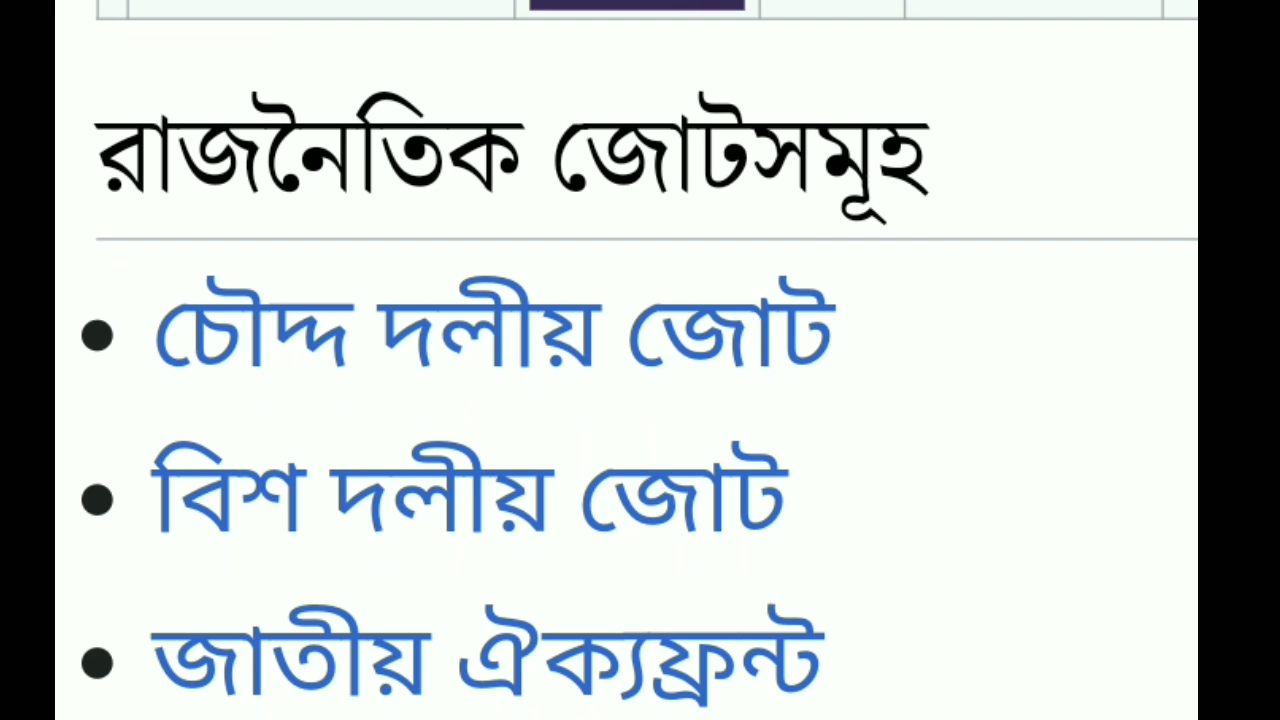 রাজনৈতিক জোটসমূহ
চৌদ্দ দলীয় জোট
বিশ দলীয় জোট
জাতীয় ঐক্যফ্রন্ট